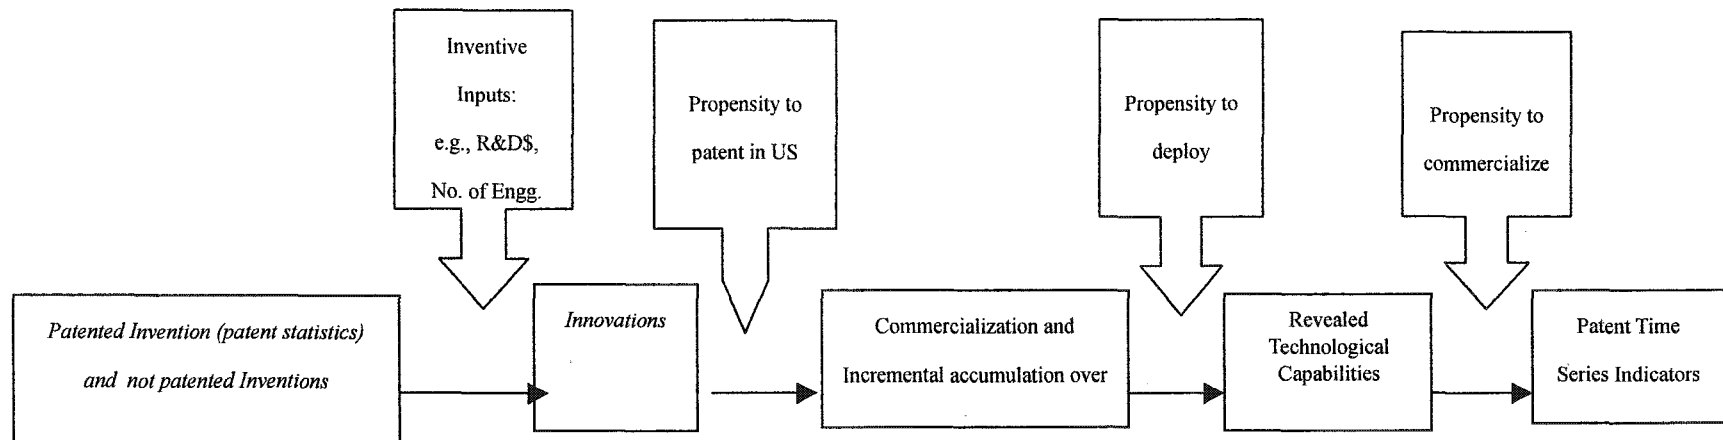 Inventive
Inputs:
e.g., R&D$,
No. of Engg.
Propensity to
patent in US
Propensity to
deploy
Propensity to
commercialize
Patented Invention (patent statistics)
and not patented Inventions
Innovations
Commercialization and
Incremental accumulation over
Revealed
Technological
Capabilities
Patent Time
Series Indicators